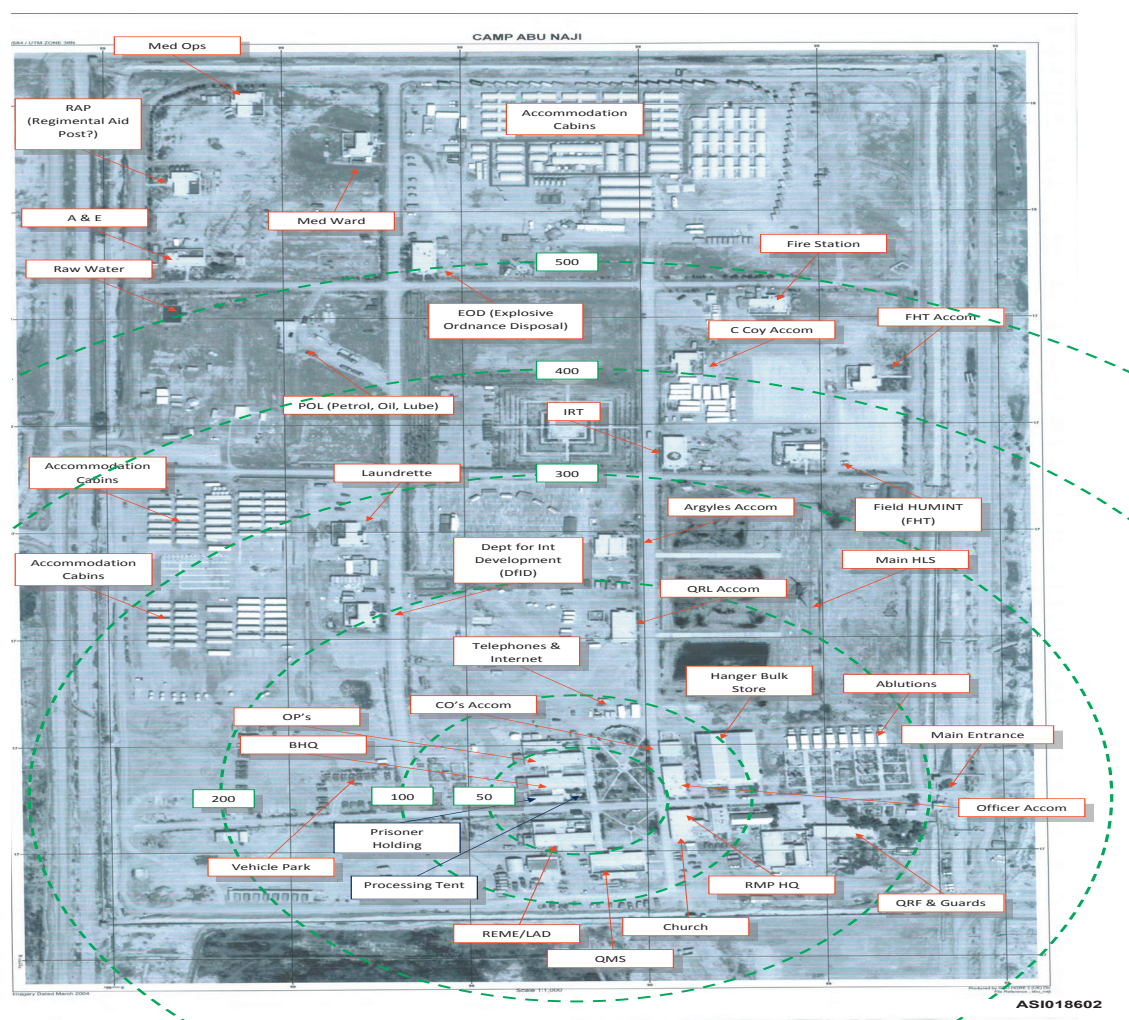 CAMP ABU NAJI
Med Ops
RAP
(Regimental Aid
Post?)
Accommodation
Cabins
A & E
Med Ward
Fire Station
Raw Water
500
EOD (Explosive
Ordnance Disposal)
C Coy Accom
FHT Accom
400
POL (Petrol, Oil, Lube)
IRT
Accommodation
Cabins
Laundrette
300
Argyles Accom
Field HUMINT
(FHT)
Dept for Int
Development
(DfID)
Main HLS
Accommodation
Cabins
QRL Accom
Telephones &
Internet
Hanger Bulk
Store
Ablutions
CO's Accom
OP's
BHQ
Main Entrance
200
100
50
Officer Accom
Prisoner
Holding
Vehicle Park
Processing Tent
RMP HQ
QRF & Guards
Church
REME/LAD
QMS
Imagery Dated March 2004
Scale 1:1,000
ASI018602